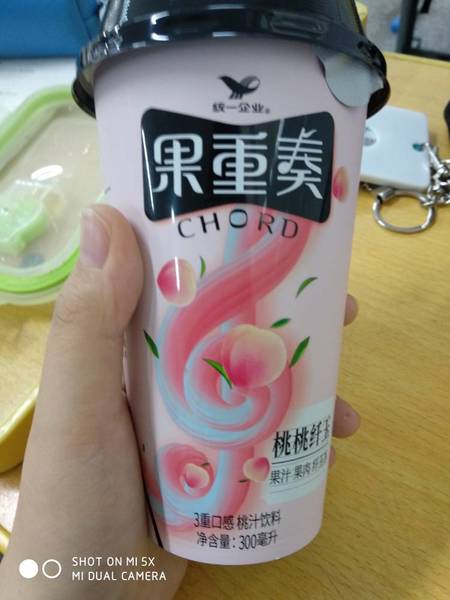 统一企业®
果重奏
CHORD
桃桃纤玉
果汁 果肉
3重口感 桃汁饮料
净含量:300毫升
SHOT ON MI 5X
MI DUAL CAMERA